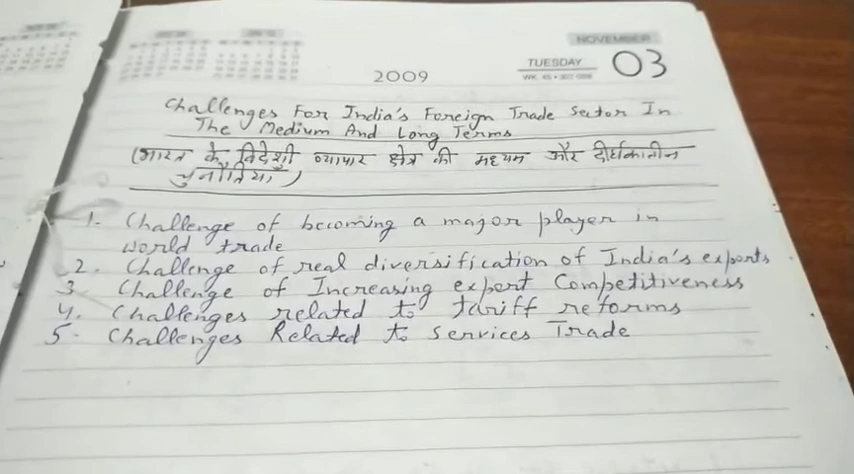 NOVEMBER
TUESDAY 03
2009
Challenges For India's Foreign Trade Sector In
The Medium And Long Terms
(भारत के विदेशी व्यापार क्षेत्र की मध्यम और दीर्घकालीन
चुनौतियाँ)
1. Challenge of becoming a major player in
world trade
2. Challenge of real diversification of India's exports
3. Challenge of Increasing export Competitiveness
4. Challenges related to tariff reforms
5. Challenges Related to Services Trade